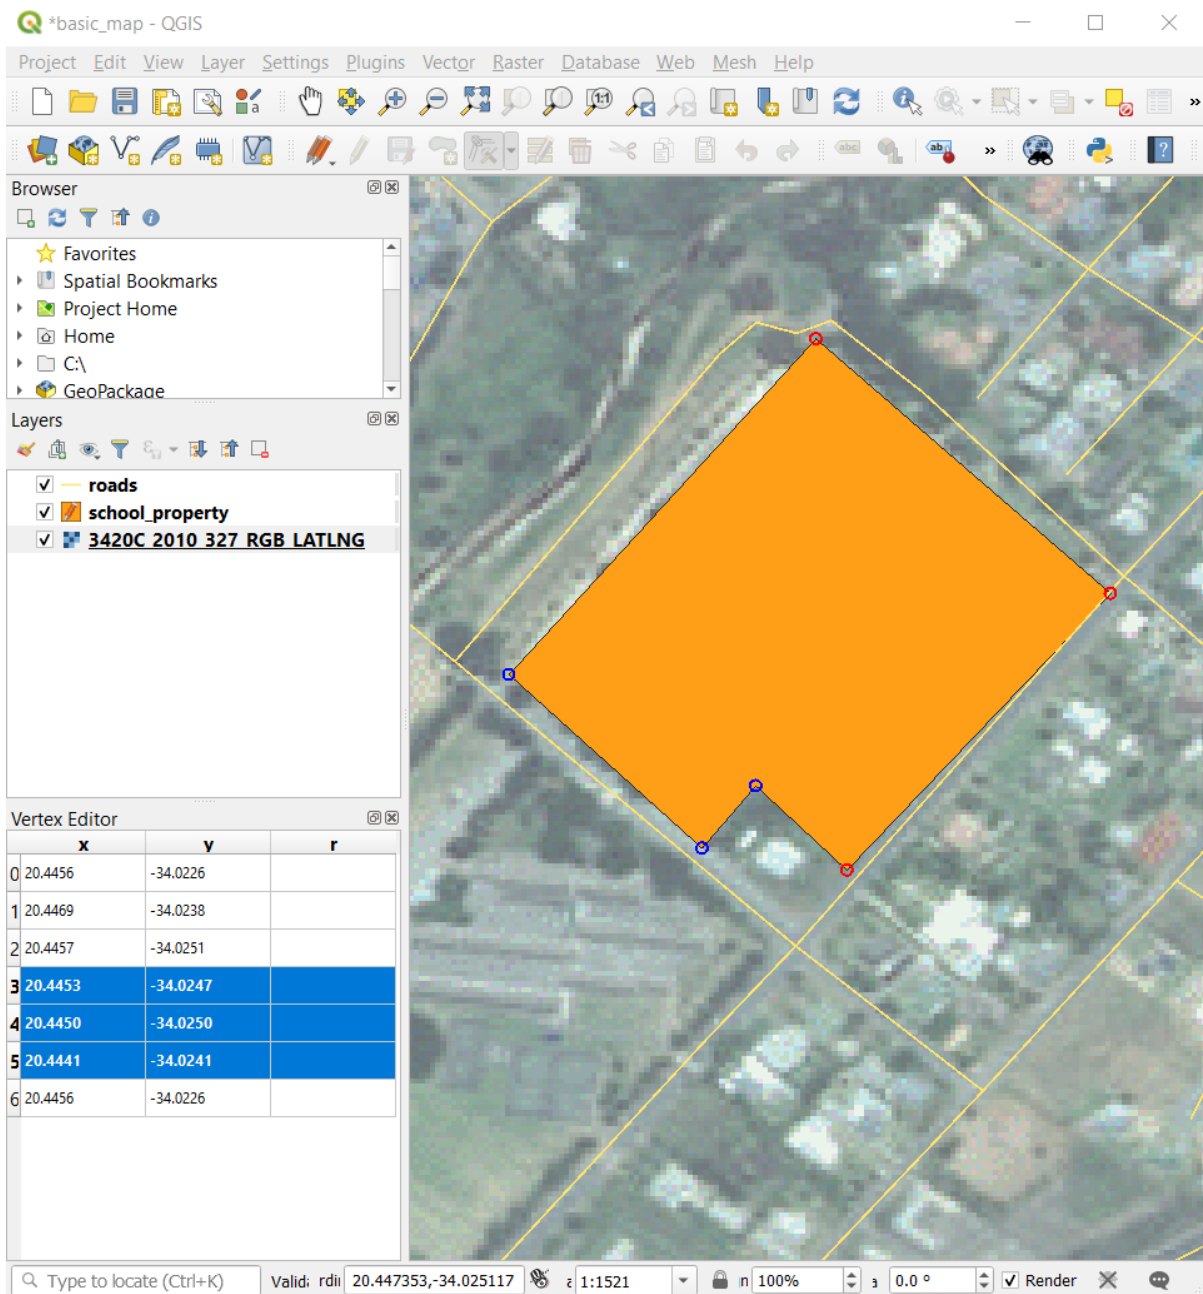 *basic_map - QGIS
Project Edit View Layer Settings Plugins Vector Raster Database Web Mesh Help
Browser
Favorites
Spatial Bookmarks
Project Home
Home
C:\
GeoPackage
Layers
roads
school_property
3420C_2010_327_RGB_LATLNG
Vertex Editor
x y r
0 20.4456 -34.0226
1 20.4469 -34.0238
2 20.4457 -34.0251
3 20.4453 -34.0247
4 20.4450 -34.0250
5 20.4441 -34.0241
6 20.4456 -34.0226
Type to locate (Ctrl+K) 20.447353,-34.025117 1:1521 100% 0.0 ° Render